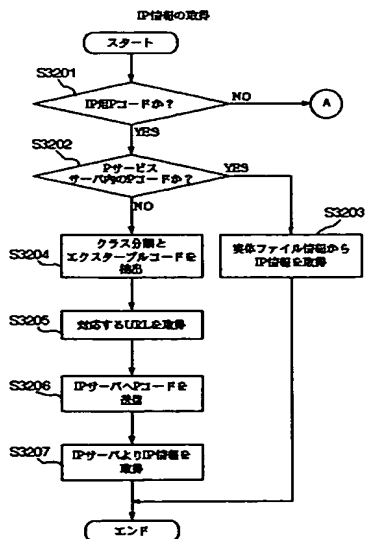 IP情報の取得
スタート
S3201
IP用Pコードか？
NO
A
YES
S3202
Pサービス
サーバ内のPコードか？
YES
NO
S3203
実体ファイル情報から
IP情報を取得
S3204
クラス分類と
エクスターブルコードを
抽出
S3205
対応するURLを取得
S3206
IPサーバへPコードを
送信
S3207
IPサーバよりIP情報を
取得
エンド